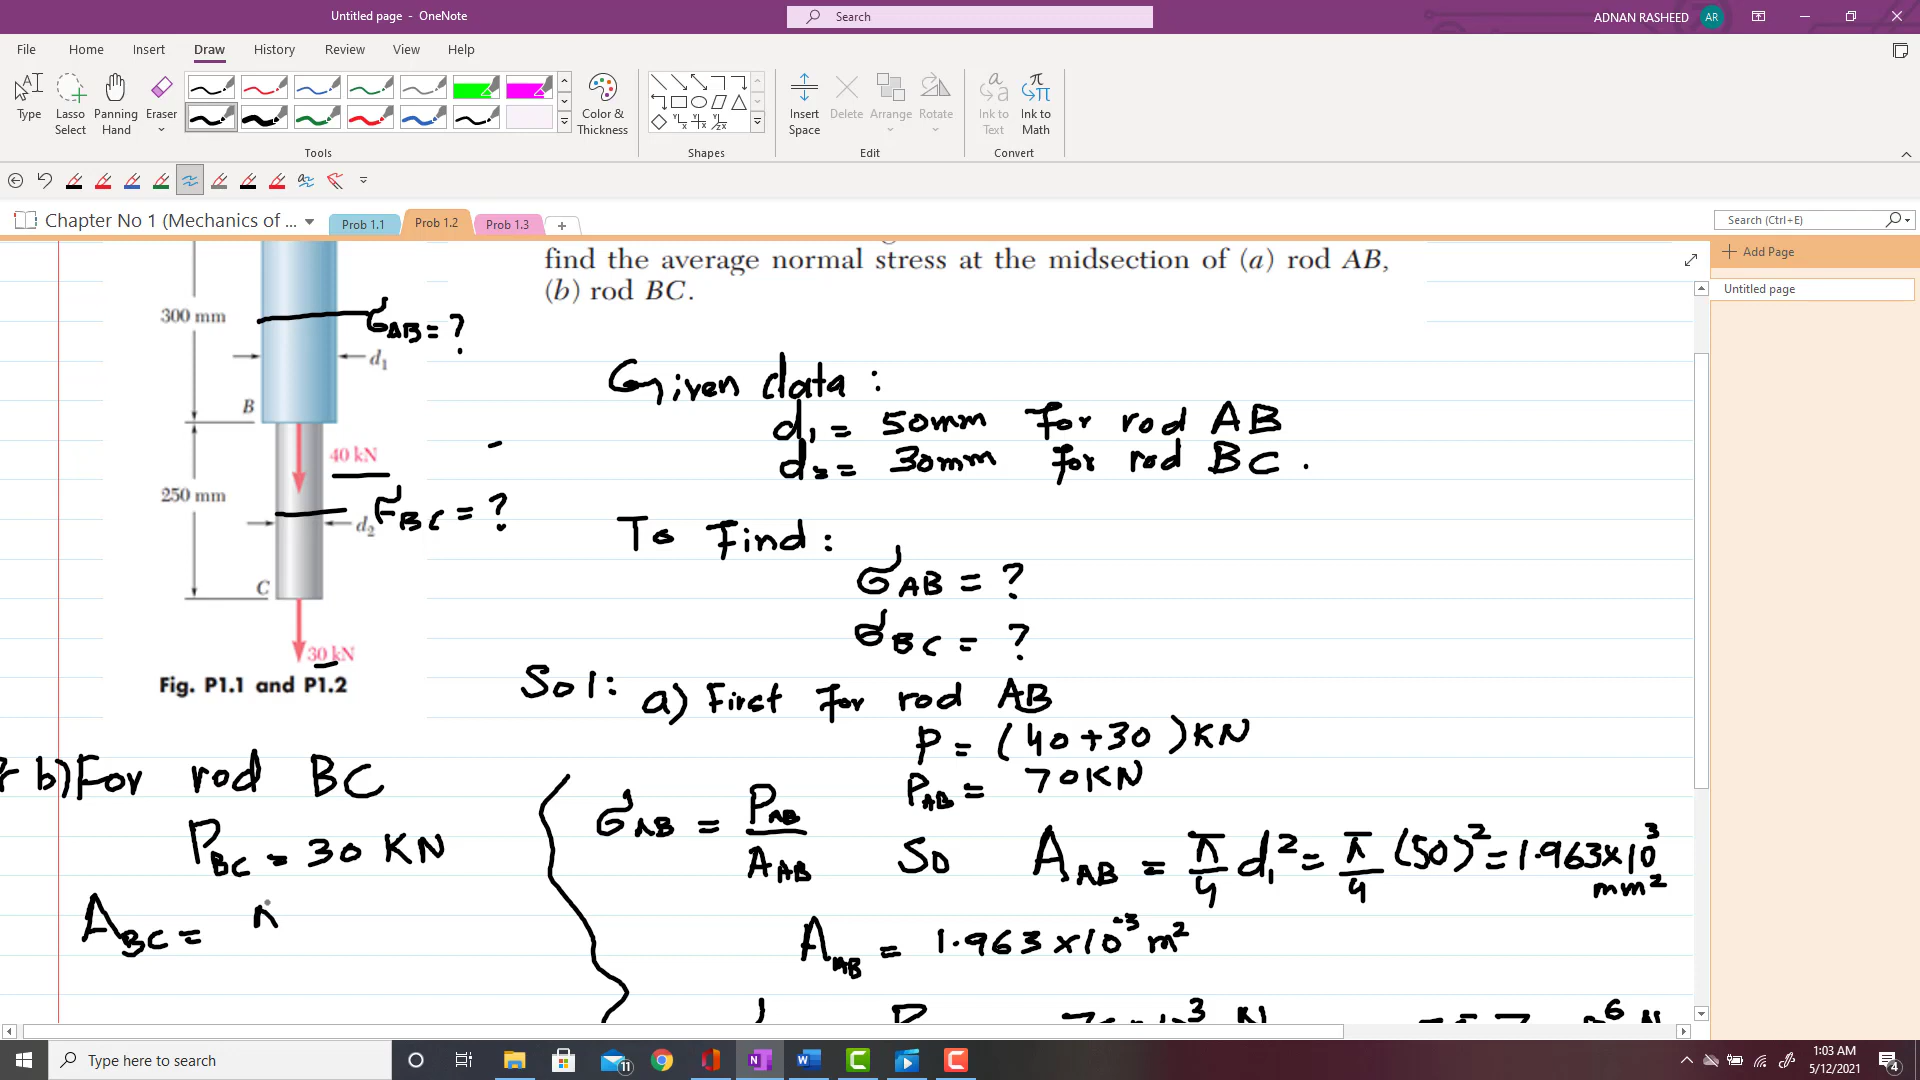 Untitled page - OneNote
Search
ADNAN RASHEED
AR
File Home Insert Draw History Review View Help
Type
Lasso Select
Panning Hand
Eraser
Color & Thickness
Insert Space
Delete
Arrange
Rotate
Ink to Text
Ink to Math
Tools
Shapes
Edit
Convert
Chapter No 1 (Mechanics of ...
Prob 1.1
Prob 1.2
Prob 1.3
Search (Ctrl+E)
Add Page
Untitled page
find the average normal stress at the midsection of (a) rod AB,
(b) rod BC.
300 mm
σAB = ?
d1
B
40 kN
250 mm
σBC = ?
d2
C
30 kN
Fig. P1.1 and P1.2
Given data :
d1 = 50mm for rod AB
d2 = 30mm for rod BC .
To Find :
σAB = ?
σBC = ?
Sol : a) First for rod AB
P = (40+30) KN
PAB = 70KN
σAB = PAB / AAB
So AAB = π/4 d1² = π/4 (50)² = 1.963×10³ mm²
AAB = 1.963 ×10⁻³ m²
b) For rod BC
PBC = 30 KN
ABC =
Type here to search
11
1:03 AM
5/12/2021
4